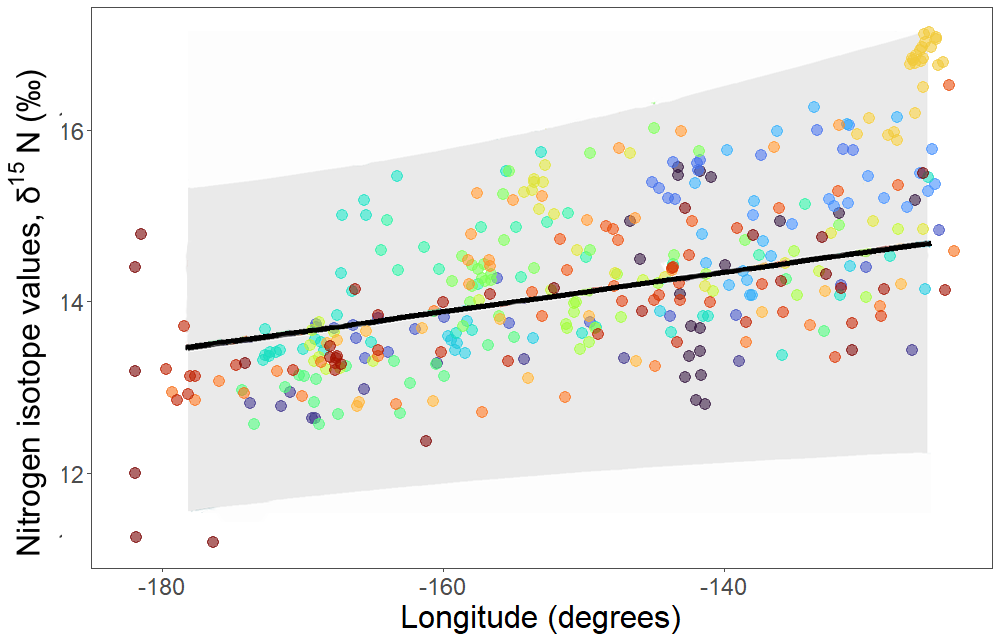 Nitrogen isotope values, δ¹⁵ N (‰)
16
14
12
-180 -160 -140
Longitude (degrees)